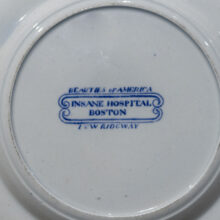 BEAUTIES OF AMERICA
INSANE HOSPITAL
BOSTON
J & W RIDGWAY